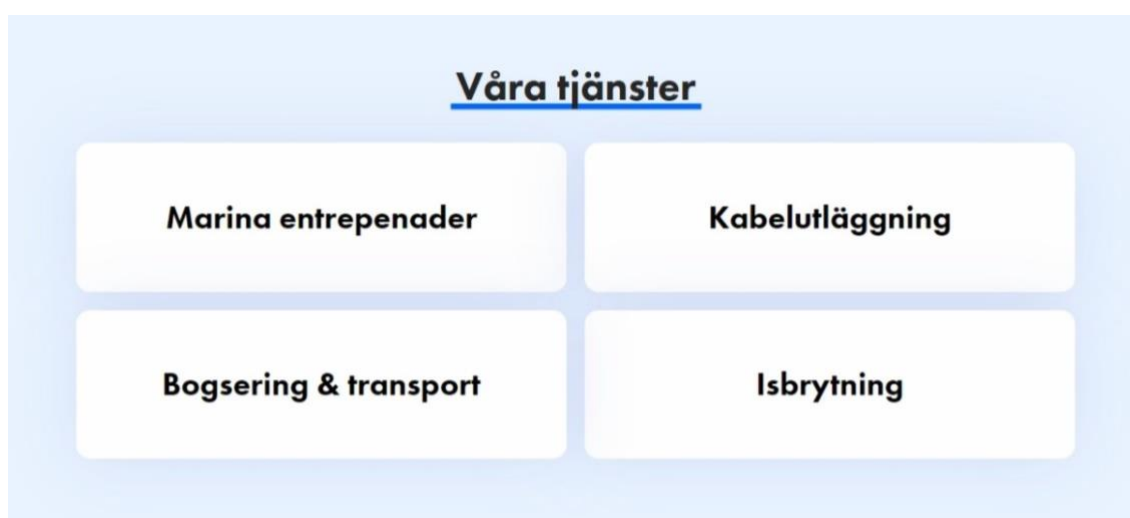 Våra tjänster
Marina entrepenader
Kabelutläggning
Bogsering & transport
Isbrytning